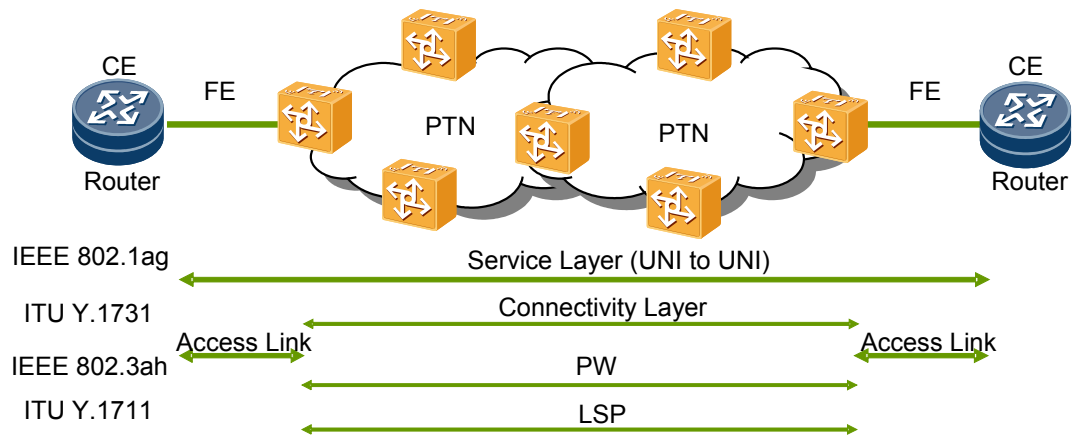 CE
CE
FE
FE
PTN
PTN
Router
Router
IEEE 802.1ag
Service Layer (UNI to UNI)
ITU Y.1731
Connectivity Layer
Access Link
Access Link
IEEE 802.3ah
PW
ITU Y.1711
LSP